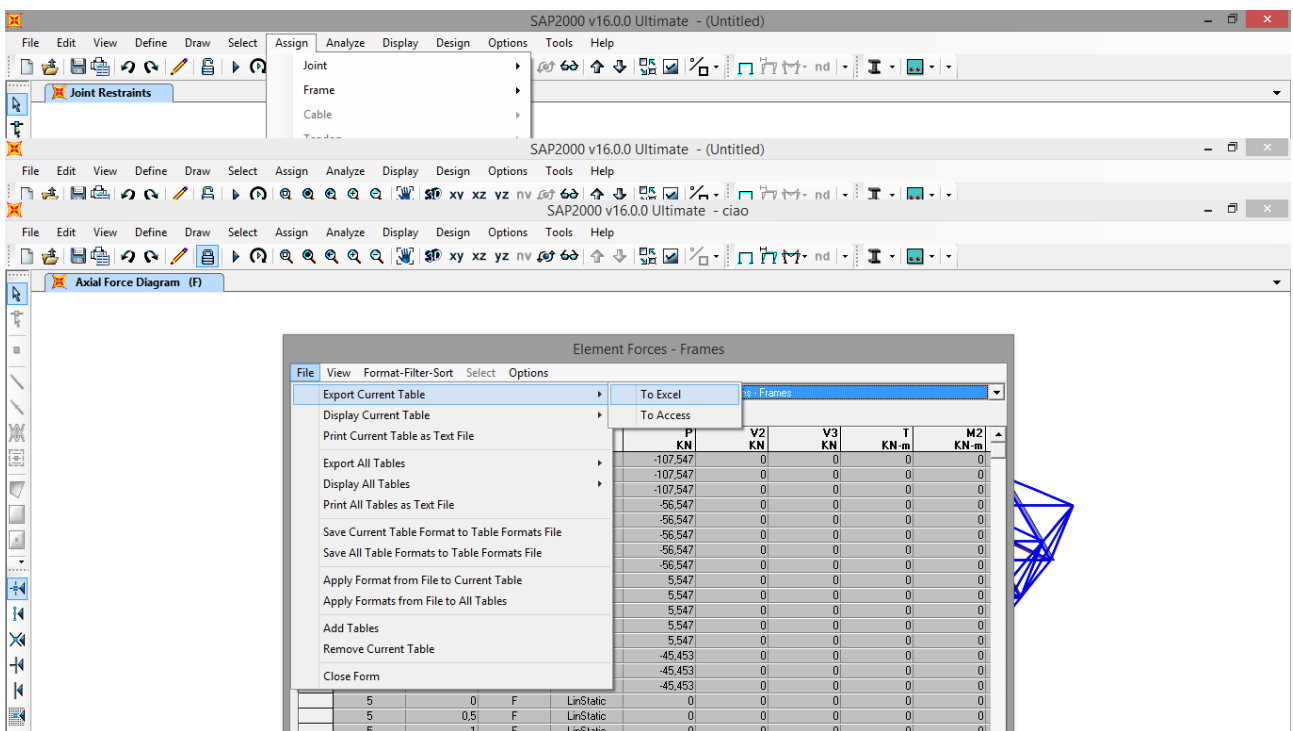 SAP2000 v16.0.0 Ultimate - (Untitled)
File Edit View Define Draw Select Assign Analyze Display Design Options Tools Help
Joint
nd
Joint Restraints
Frame
Cable
SAP2000 v16.0.0 Ultimate - (Untitled)
File Edit View Define Draw Select Assign Analyze Display Design Options Tools Help
3D xy xz yz nv nd
SAP2000 v16.0.0 Ultimate - ciao
File Edit View Define Draw Select Assign Analyze Display Design Options Tools Help
3D xy xz yz nv nd
Axial Force Diagram (F)
Element Forces - Frames
File View Format-Filter-Sort Select Options
Export Current Table To Excel - Frames
Display Current Table To Access
Print Current Table as Text File
Export All Tables
Display All Tables
Print All Tables as Text File
Save Current Table Format to Table Formats File
Save All Table Formats to Table Formats File
Apply Format from File to Current Table
Apply Formats from File to All Tables
Add Tables
Remove Current Table
Close Form
P V2 V3 T M2
KN KN KN KN-m KN-m
-107,547 0 0 0 0
-107,547 0 0 0 0
-107,547 0 0 0 0
-56,547 0 0 0 0
-56,547 0 0 0 0
-56,547 0 0 0 0
-56,547 0 0 0 0
-56,547 0 0 0 0
5,547 0 0 0 0
5,547 0 0 0 0
5,547 0 0 0 0
5,547 0 0 0 0
5,547 0 0 0 0
-45,453 0 0 0 0
-45,453 0 0 0 0
-45,453 0 0 0 0
5 0 F LinStatic 0 0 0 0 0
5 0,5 F LinStatic 0 0 0 0 0
5 1 F LinStatic 0 0 0 0 0